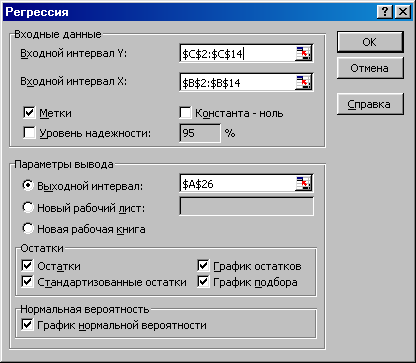 Регрессия
Входные данные
Входной интервал Y: $C$2:$C$14
Входной интервал X: $B$2:$B$14
Метки Константа - ноль
Уровень надежности: 95 %
OK
Отмена
Справка
Параметры вывода
Выходной интервал: $A$26
Новый рабочий лист:
Новая рабочая книга
Остатки
Остатки График остатков
Стандартизованные остатки График подбора
Нормальная вероятность
График нормальной вероятности